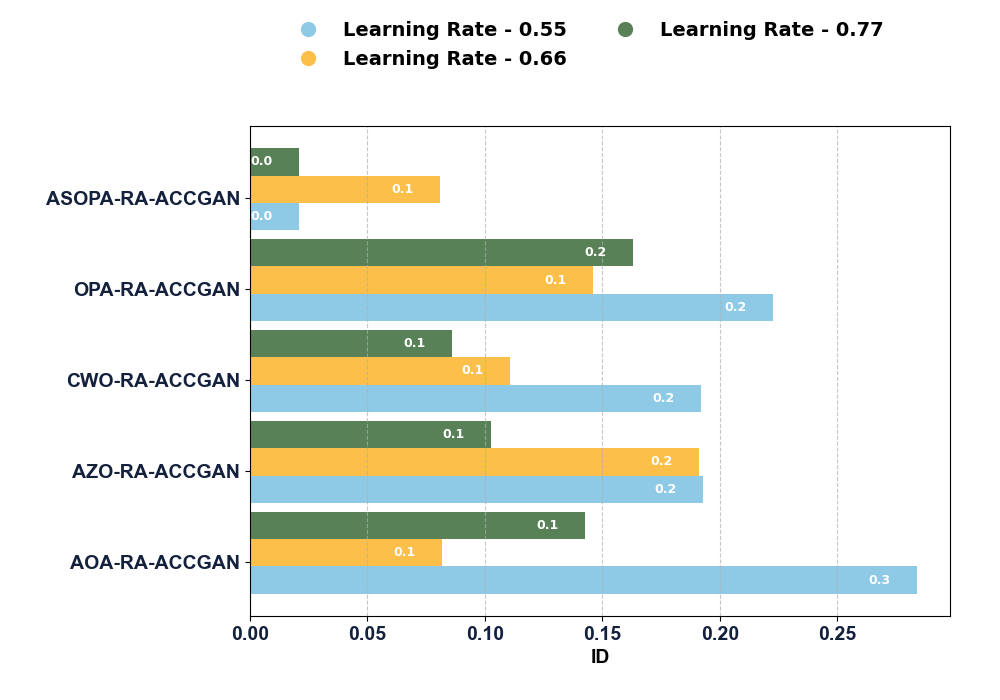 Learning Rate - 0.55
Learning Rate - 0.66
Learning Rate - 0.77
ASOPA-RA-ACCGAN
0.0
0.1
0.0
OPA-RA-ACCGAN
0.2
0.1
0.2
CWO-RA-ACCGAN
0.1
0.1
0.2
AZO-RA-ACCGAN
0.1
0.2
0.2
AOA-RA-ACCGAN
0.1
0.1
0.3
0.00 0.05 0.10 0.15 0.20 0.25
ID